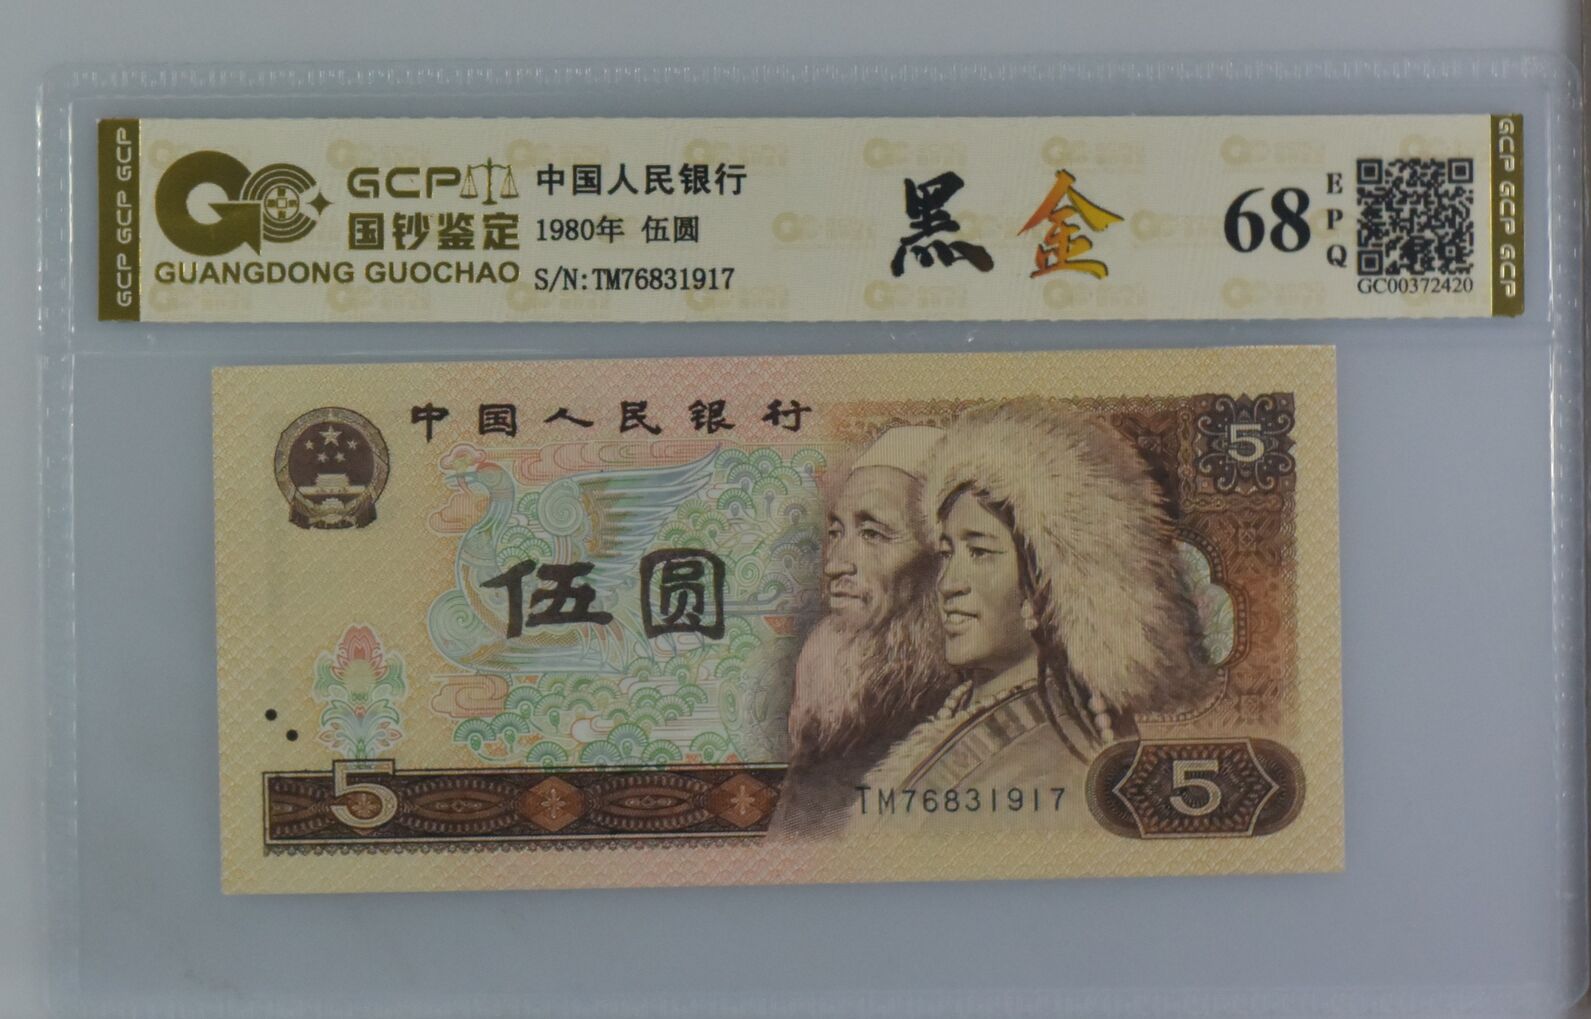 GCP GCP GCP
GC GCP
国钞鉴定
GUANGDONG GUOCHAO
中国人民银行
1980年 伍圆
S/N:TM76831917
黑金
68
EPQ
GC00372420
GCP GCP GCP
中国人民银行
5
伍圆
5
TM76831917
5